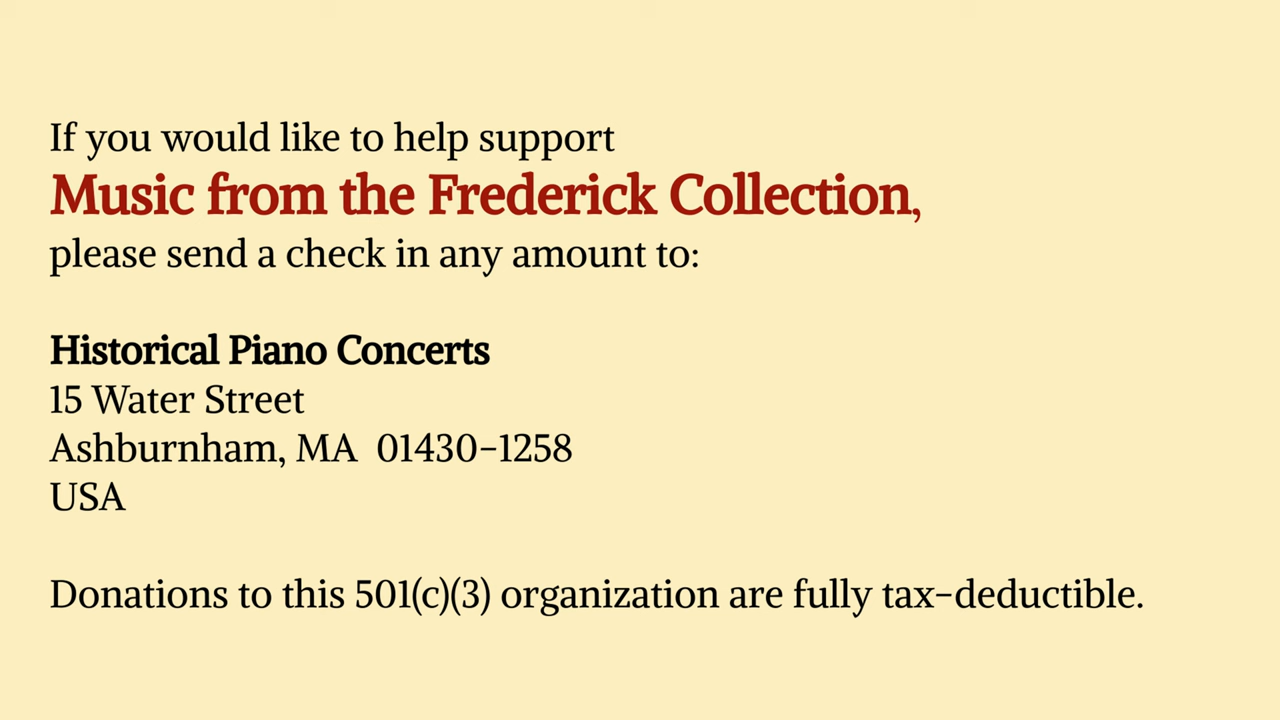 If you would like to help support
Music from the Frederick Collection,
please send a check in any amount to:
Historical Piano Concerts
15 Water Street
Ashburnham, MA  01430-1258
USA
Donations to this 501(c)(3) organization are fully tax-deductible.